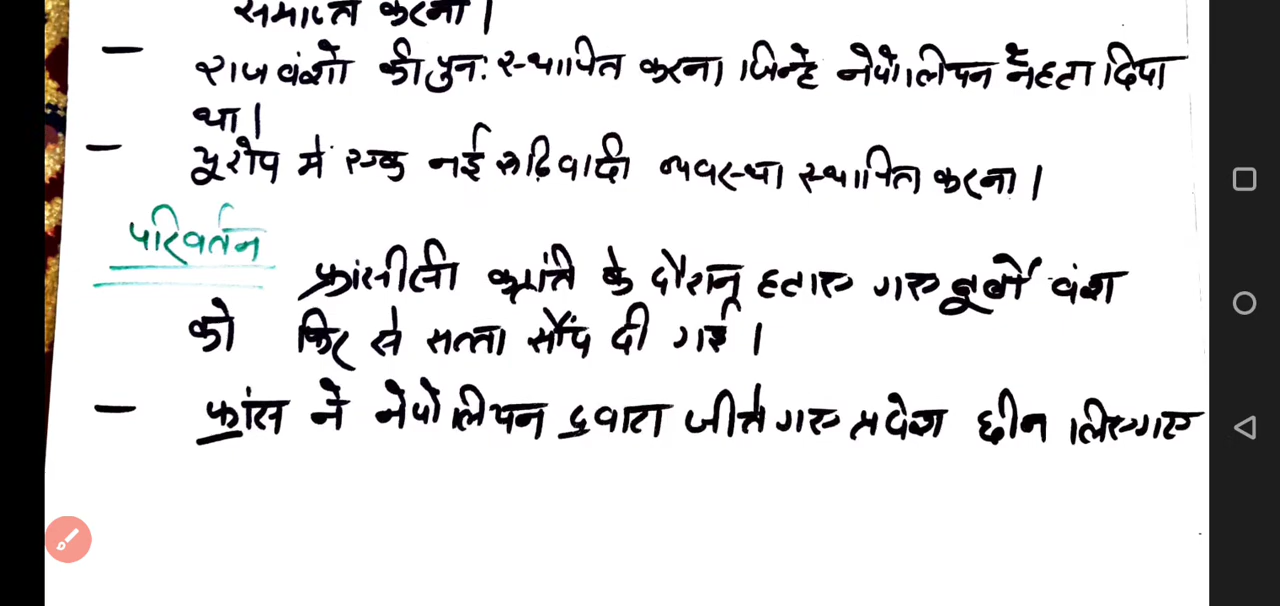 समाप्त करना।
— राजवंशो की पुन: स्थापित करना जिन्हे नेपोलियन ने हटा दिया
था।
— यूरोप में एक नई रूढ़िवादी व्यवस्था स्थापित करना।
परिवर्तन
फ्रांसीसी क्रांति के दौरान हटाए गए बूर्बो वंश
को फिर से सत्ता सौंप दी गई।
— फ्रांस ने नेपोलियन द्वारा जीते गए प्रदेश छीन लिए गए